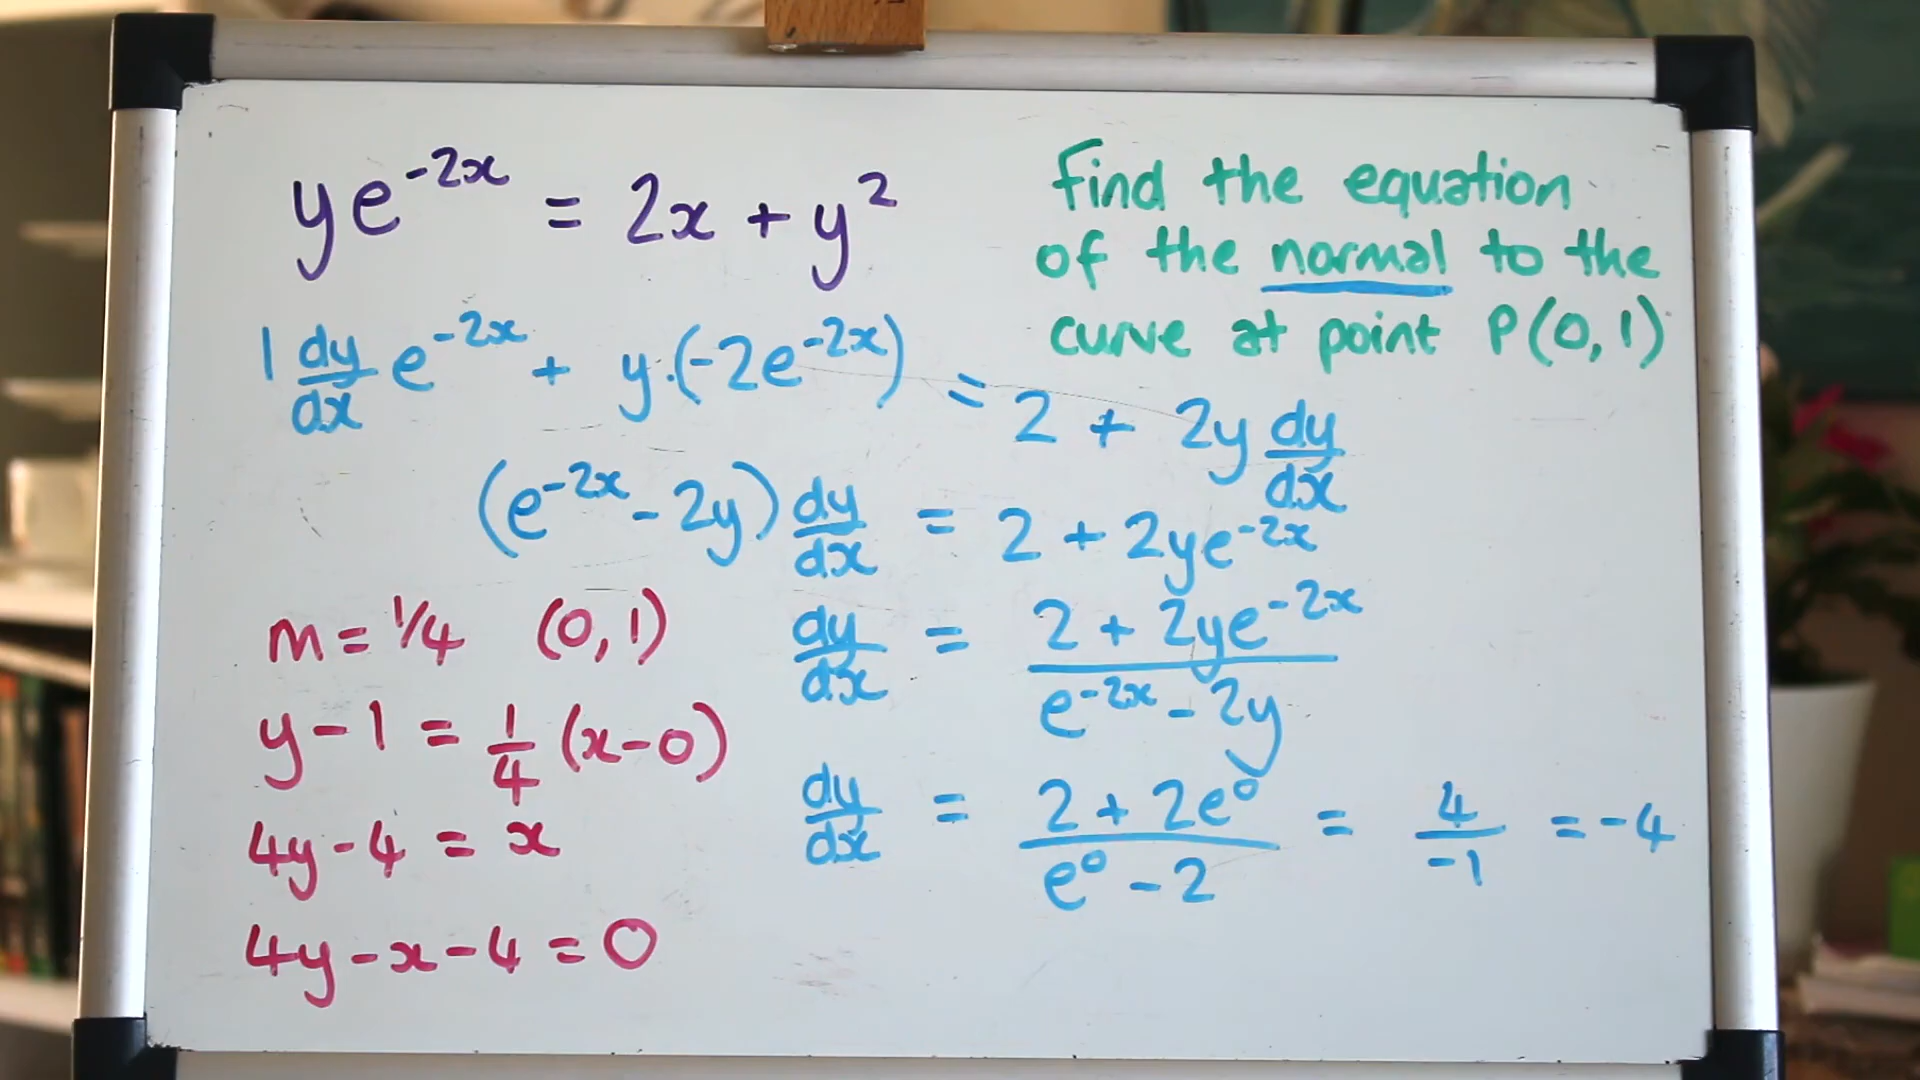 ye^-2x = 2x + y^2
Find the equation
of the normal to the
curve at point P(0,1)
1 dy/dx e^-2x + y.(-2e^-2x) = 2 + 2y dy/dx
(e^-2x - 2y) dy/dx = 2 + 2ye^-2x
dy/dx = (2 + 2ye^-2x)/(e^-2x - 2y)
dy/dx = (2 + 2e^0)/(e^0 - 2) = 4/-1 = -4
m = 1/4 (0,1)
y - 1 = 1/4 (x - 0)
4y - 4 = x
4y - x - 4 = 0